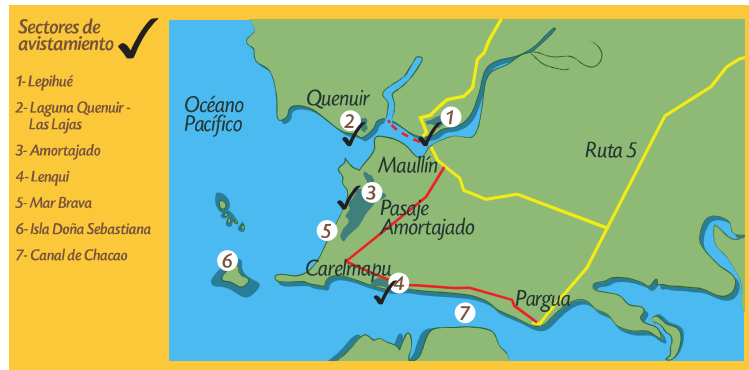 Sectores de
avistamiento
1- Lepihué
2- Laguna Quenuir -
Las Lajas
3- Amortajado
4- Lenqui
5- Mar Brava
6- Isla Doña Sebastiana
7- Canal de Chacao
Océano
Pacífico
Quenuir
2
1
Maullín
Ruta 5
3
Pasaje
Amortajado
5
6
Carelmapu
4
Pargua
7